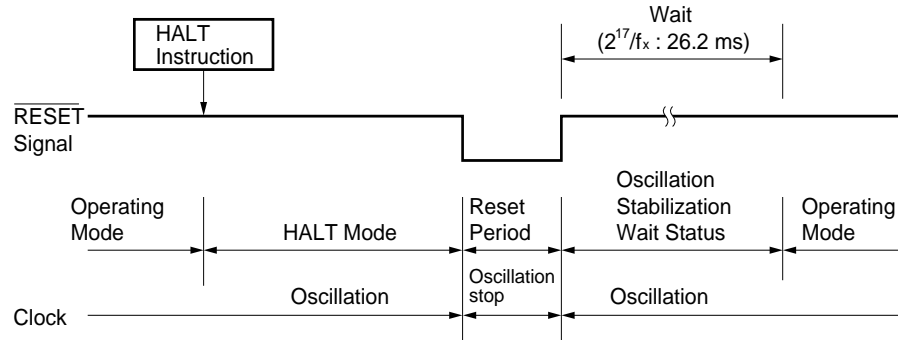 HALT
Instruction
Wait
(2¹⁷/fx : 26.2 ms)
RESET
Signal
Operating
Mode
HALT Mode
Reset
Period
Oscillation
Stabilization
Wait Status
Operating
Mode
Clock
Oscillation
Oscillation
stop
Oscillation